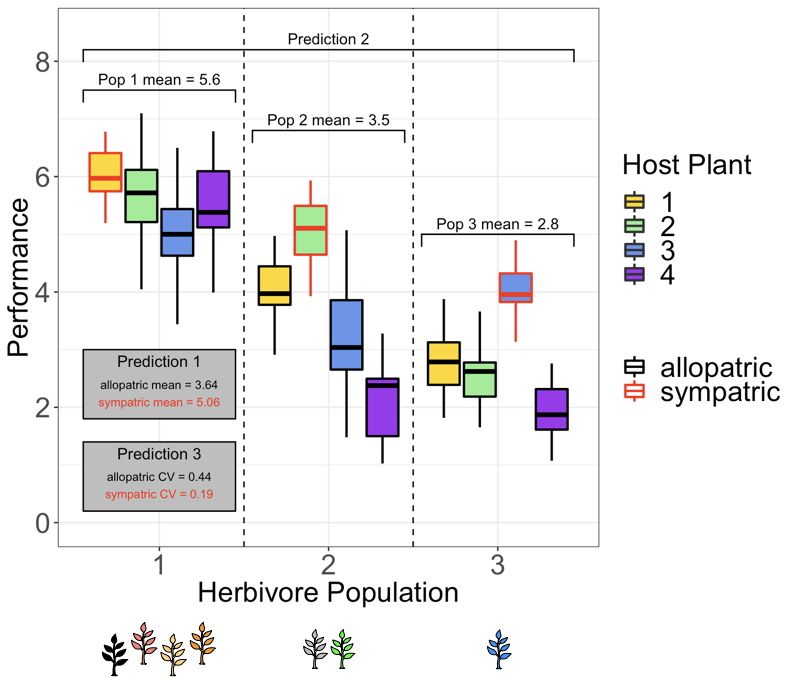 Prediction 2
8
Pop 1 mean = 5.6
Pop 2 mean = 3.5
Host Plant
6
1
2
Pop 3 mean = 2.8
3
4
Performance
4
Prediction 1
allopatric mean = 3.64
sympatric mean = 5.06
allopatric
sympatric
2
Prediction 3
allopatric CV = 0.44
sympatric CV = 0.19
0
1
2
3
Herbivore Population